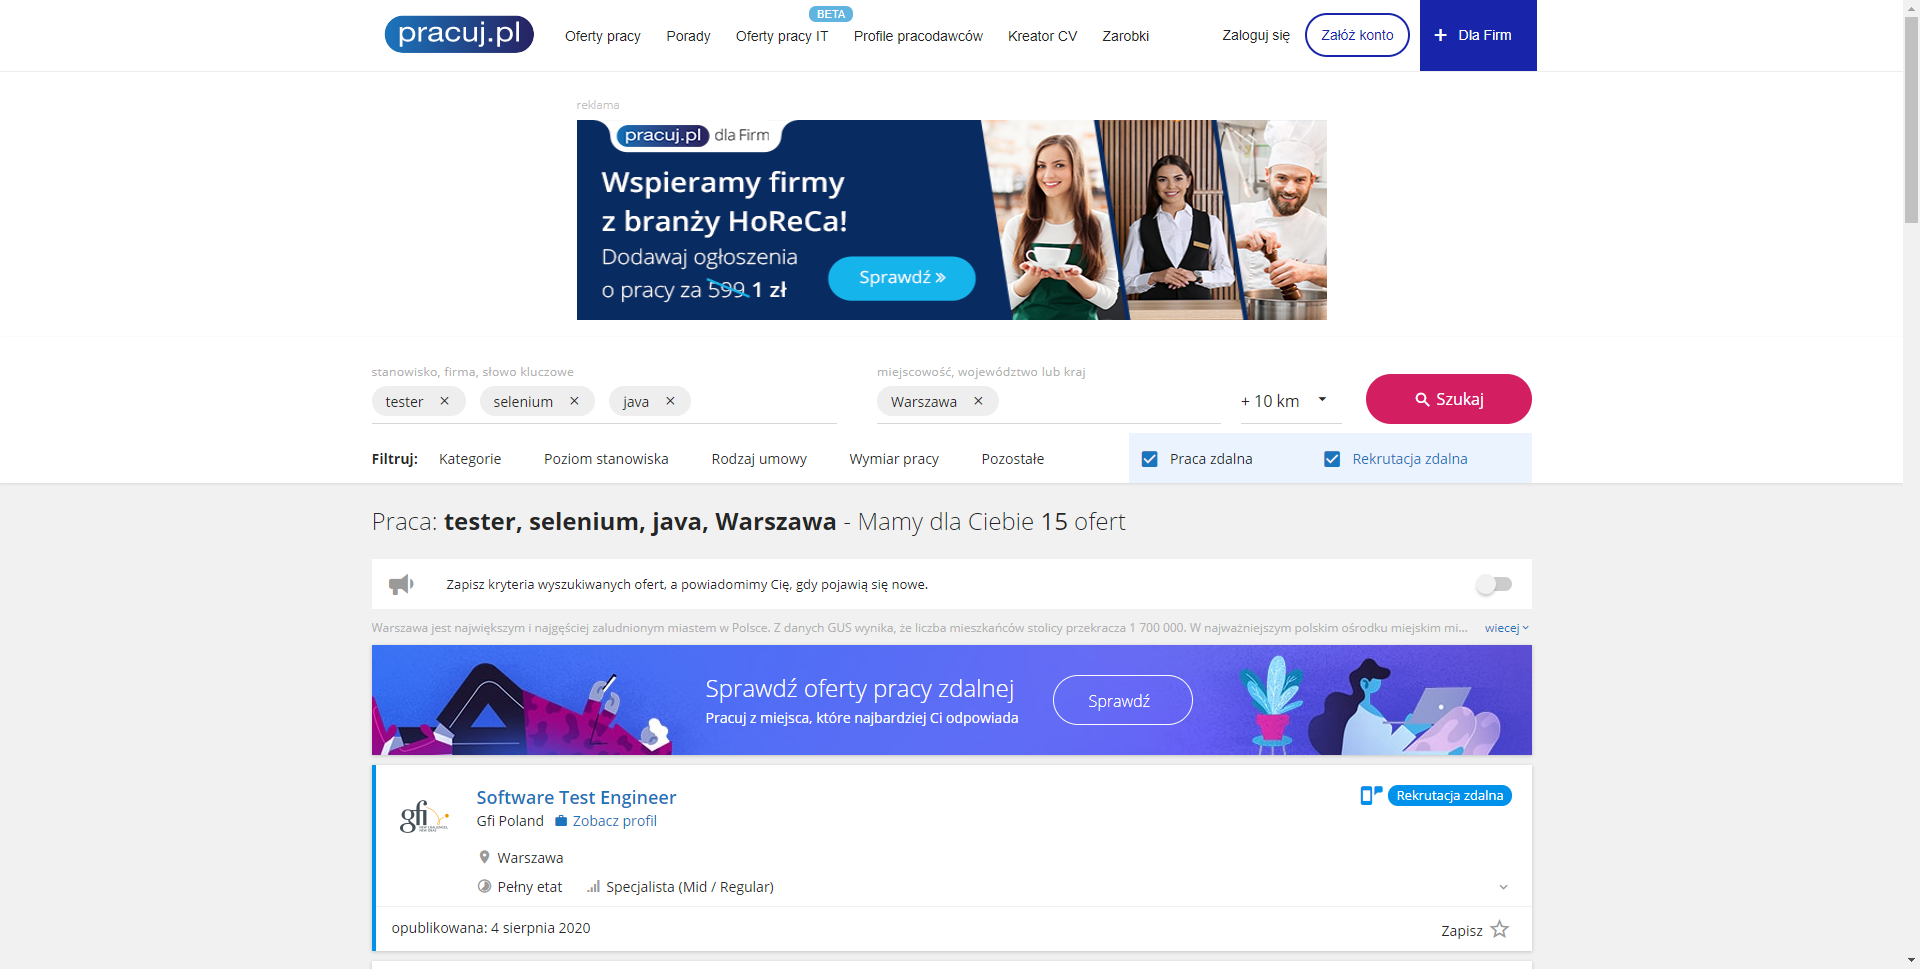 pracuj.pl
Oferty pracy
Porady
Oferty pracy IT
BETA
Profile pracodawców
Kreator CV
Zarobki
Zaloguj się
Załóż konto
+ Dla Firm
reklama
pracuj.pl dla Firm
Wspieramy firmy
z branży HoReCa!
Dodawaj ogłoszenia
o pracy za 599 1 zł
Sprawdź »
stanowisko, firma, słowo kluczowe
tester ×
selenium ×
java ×
miejscowość, województwo lub kraj
Warszawa ×
+ 10 km
Szukaj
Filtruj:
Kategorie
Poziom stanowiska
Rodzaj umowy
Wymiar pracy
Pozostałe
Praca zdalna
Rekrutacja zdalna
Praca: tester, selenium, java, Warszawa - Mamy dla Ciebie 15 ofert
Zapisz kryteria wyszukiwanych ofert, a powiadomimy Cię, gdy pojawią się nowe.
Warszawa jest największym i najgęściej zaludnionym miastem w Polsce. Z danych GUS wynika, że liczba mieszkańców stolicy przekracza 1 700 000. W najważniejszym polskim ośrodku miejskim mi...
więcej
Sprawdź oferty pracy zdalnej
Pracuj z miejsca, które najbardziej Ci odpowiada
Sprawdź
gfi
Software Test Engineer
Rekrutacja zdalna
Gfi Poland
Zobacz profil
Warszawa
Pełny etat
Specjalista (Mid / Regular)
opublikowana: 4 sierpnia 2020
Zapisz